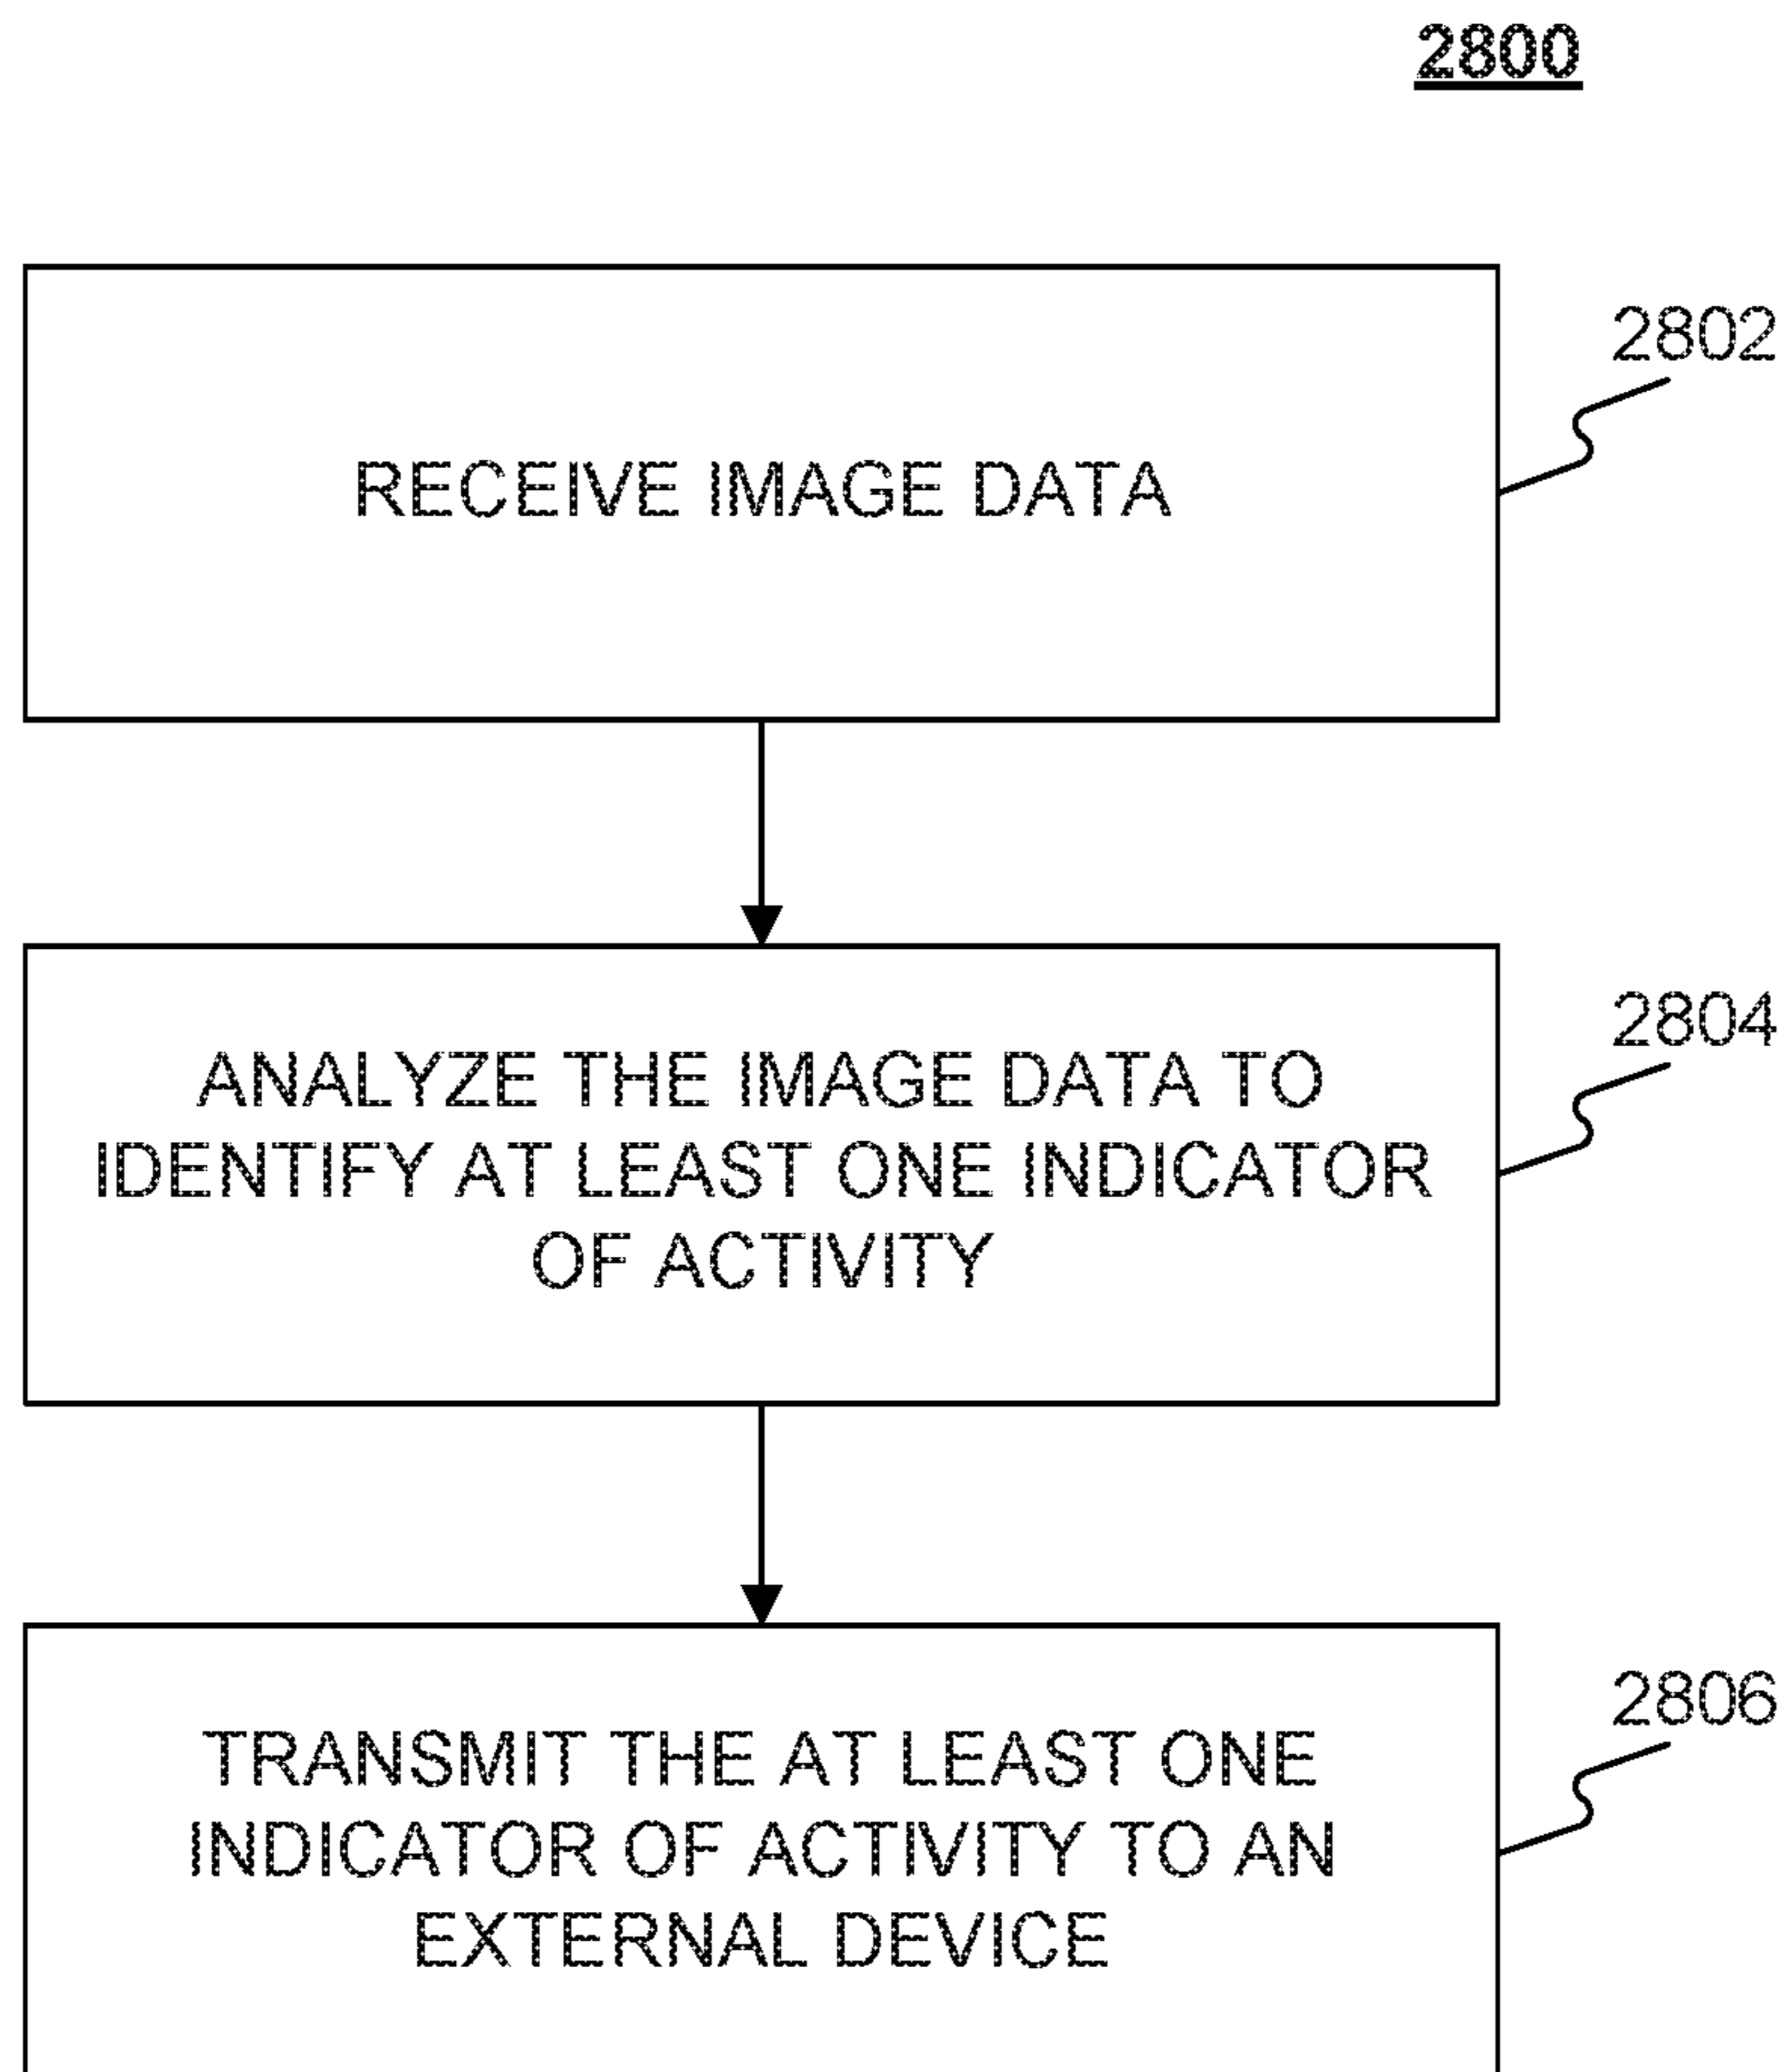 2800
2802
RECEIVE IMAGE DATA
2804
ANALYZE THE IMAGE DATA TO
IDENTIFY AT LEAST ONE INDICATOR
OF ACTIVITY
2806
TRANSMIT THE AT LEAST ONE
INDICATOR OF ACTIVITY TO AN
EXTERNAL DEVICE